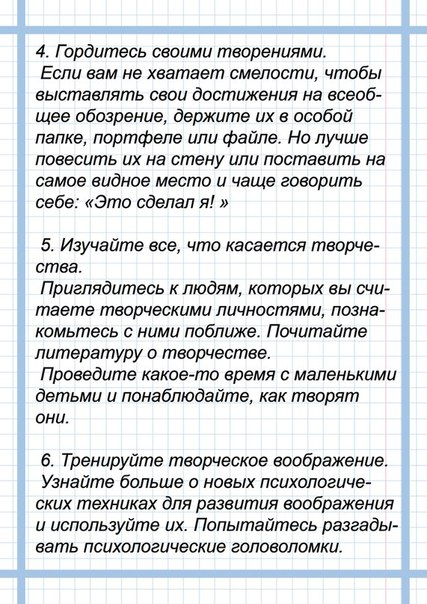 4. Гордитесь своими творениями.
Если вам не хватает смелости, чтобы
выставлять свои достижения на всеоб-
щее обозрение, держите их в особой
папке, портфеле или файле. Но лучше
повесить их на стену или поставить на
самое видное место и чаще говорить
себе: «Это сделал я! »
5. Изучайте все, что касается творче-
ства.
Приглядитесь к людям, которых вы счи-
таете творческими личностями, позна-
комьтесь с ними поближе. Почитайте
литературу о творчестве.
Проведите какое-то время с маленькими
детьми и понаблюдайте, как творят
они.
6. Тренируйте творческое воображение.
Узнайте больше о новых психологиче-
ских техниках для развития воображения
и используйте их. Попытайтесь разгады-
вать психологические головоломки.